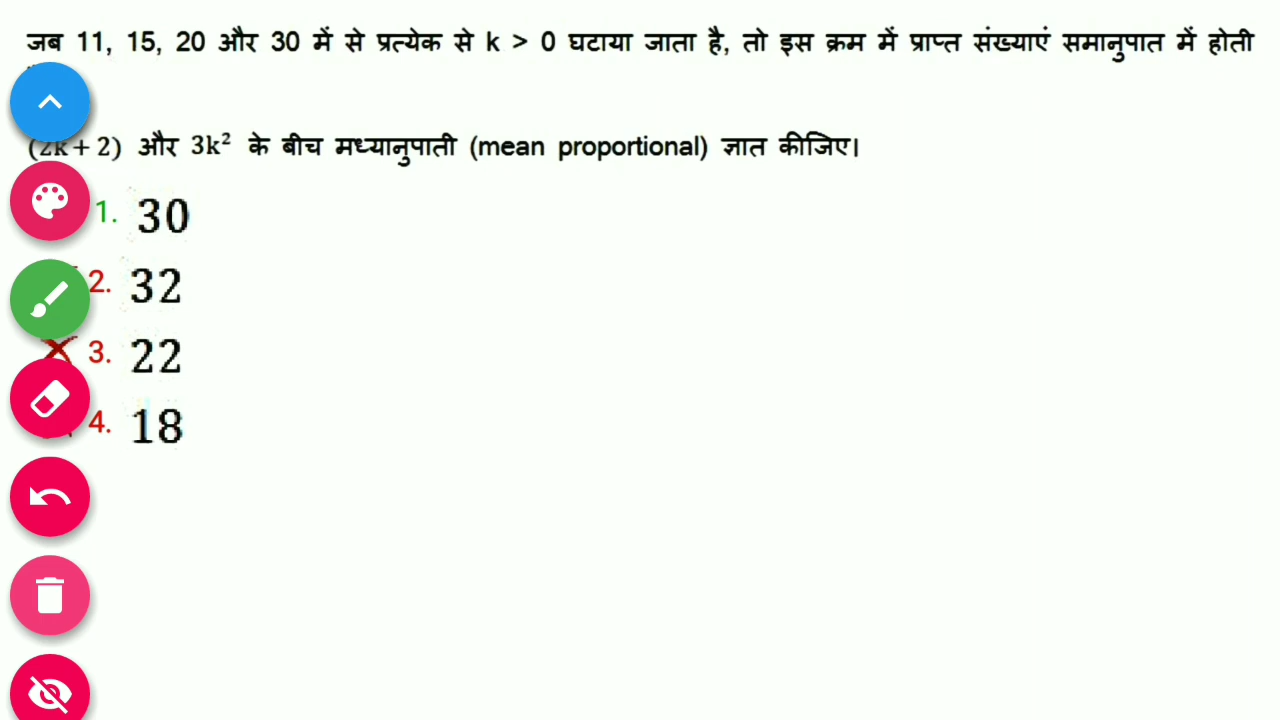 जब 11, 15, 20 और 30 में से प्रत्येक से k > 0 घटाया जाता है, तो इस क्रम में प्राप्त संख्याएं समानुपात में होती
(2k + 2) और 3k² के बीच मध्यानुपाती (mean proportional) ज्ञात कीजिए।
1. 30
2. 32
3. 22
4. 18